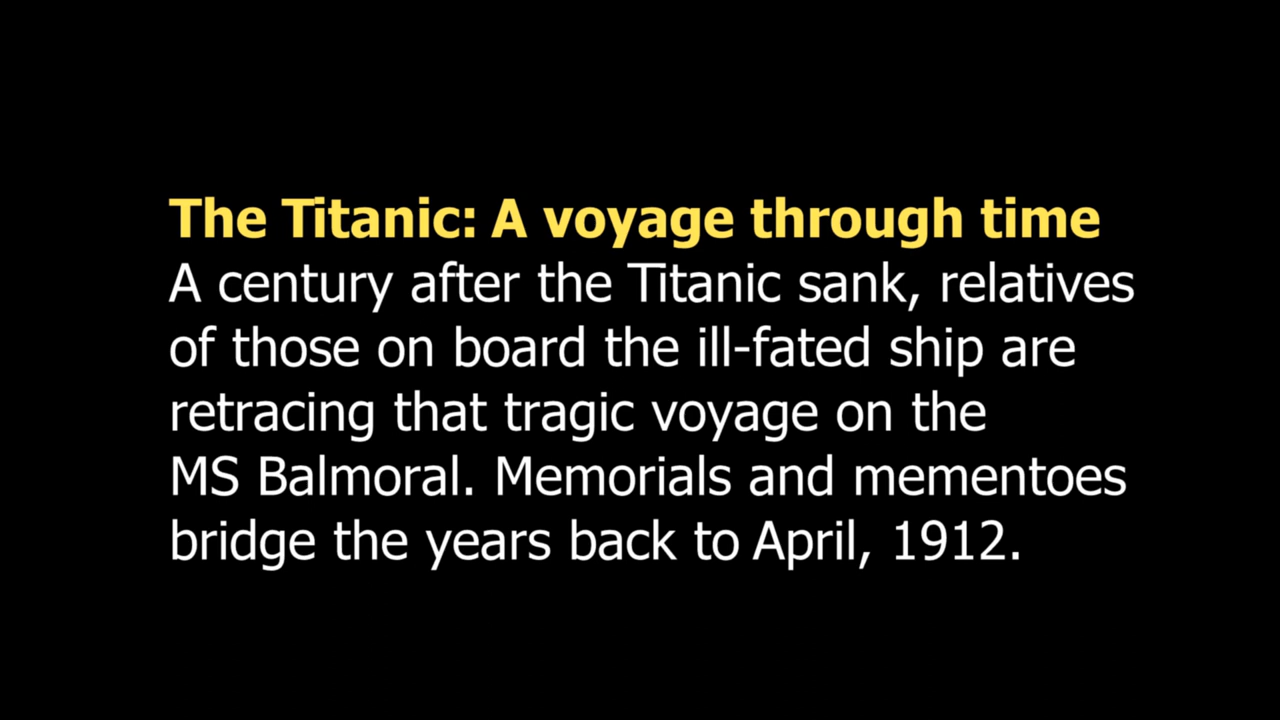 The Titanic: A voyage through time
A century after the Titanic sank, relatives
of those on board the ill-fated ship are
retracing that tragic voyage on the
MS Balmoral. Memorials and mementoes
bridge the years back to April, 1912.